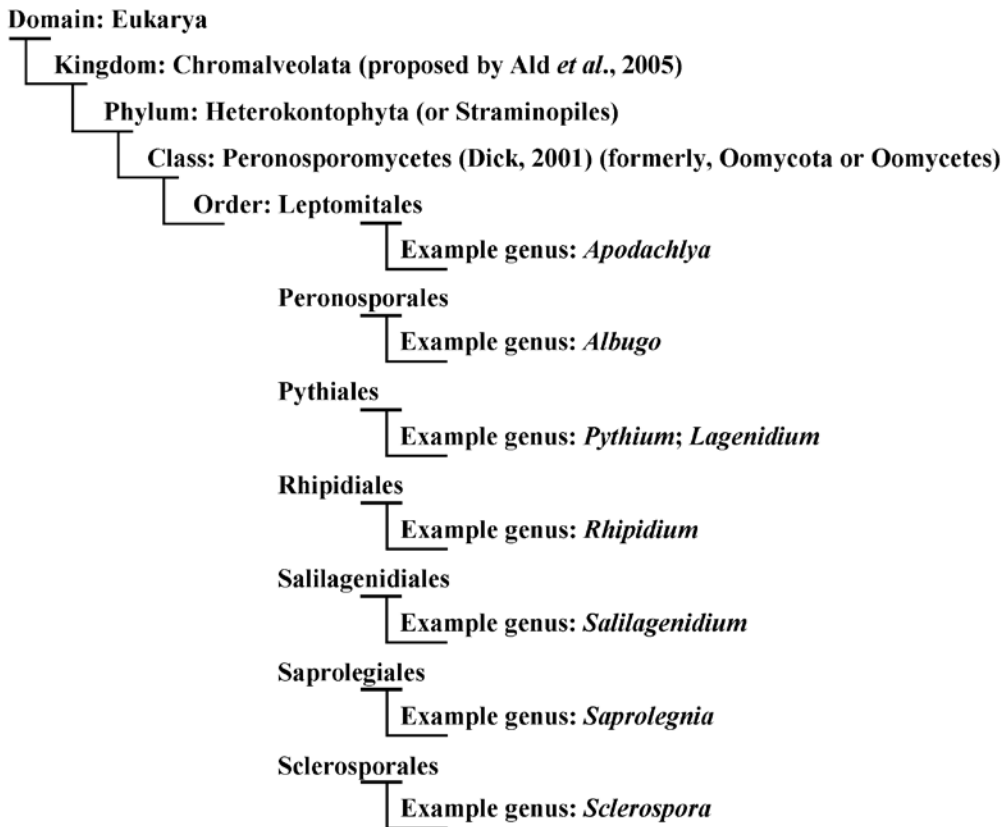 Domain: Eukarya
Kingdom: Chromalveolata (proposed by Ald et al., 2005)
Phylum: Heterokontophyta (or Straminopiles)
Class: Peronosporomycetes (Dick, 2001) (formerly, Oomycota or Oomycetes)
Order: Leptomitales
Example genus: Apodachlya
Peronosporales
Example genus: Albugo
Pythiales
Example genus: Pythium; Lagenidium
Rhipidiales
Example genus: Rhipidium
Salilagenidiales
Example genus: Salilagenidium
Saprolegiales
Example genus: Saprolegnia
Sclerosporales
Example genus: Sclerospora